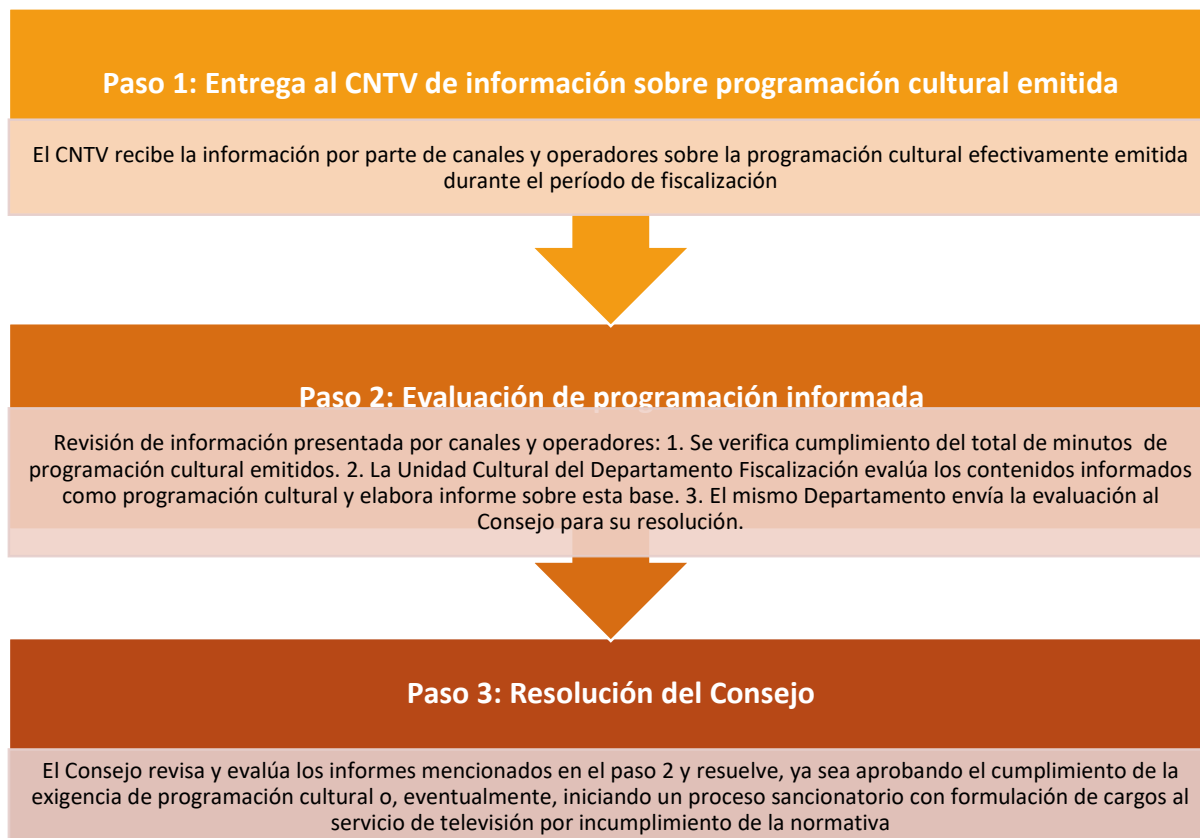 Paso 1: Entrega al CNTV de información sobre programación cultural emitida
El CNTV recibe la información por parte de canales y operadores sobre la programación cultural efectivamente emitida
durante el período de fiscalización
Paso 2: Evaluación de programación informada
Revisión de información presentada por canales y operadores: 1. Se verifica cumplimiento del total de minutos de
programación cultural emitidos. 2. La Unidad Cultural del Departamento Fiscalización evalúa los contenidos informados
como programación cultural y elabora informe sobre esta base. 3. El mismo Departamento envía la evaluación al
Consejo para su resolución.
Paso 3: Resolución del Consejo
El Consejo revisa y evalúa los informes mencionados en el paso 2 y resuelve, ya sea aprobando el cumplimiento de la
exigencia de programación cultural o, eventualmente, iniciando un proceso sancionatorio con formulación de cargos al
servicio de televisión por incumplimiento de la normativa